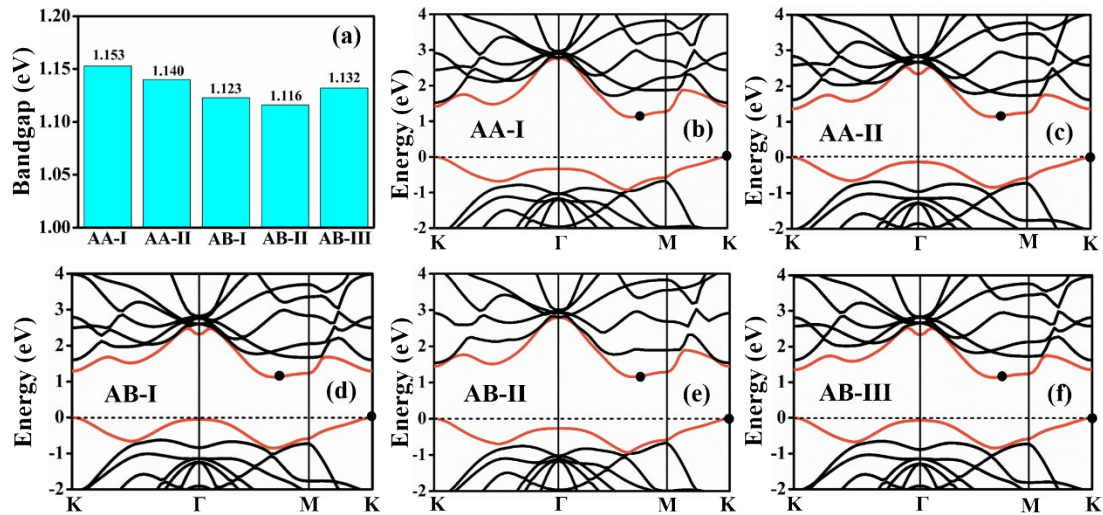 1.20
(a)
1.153
1.15
1.140
1.132
1.123
1.116
1.10
1.05
1.00
Bandgap (eV)
AA-I AA-II AB-I AB-II AB-III
4
3
2
1
0
-1
-2
Energy (eV)
AA-I
(b)
K Γ M K
4
3
2
1
0
-1
-2
Energy (eV)
AA-II
(c)
K Γ M K
4
3
2
1
0
-1
-2
Energy (eV)
AB-I
(d)
K Γ M K
4
3
2
1
0
-1
-2
Energy (eV)
AB-II
(e)
K Γ M K
4
3
2
1
0
-1
-2
Energy (eV)
AB-III
(f)
K Γ M K